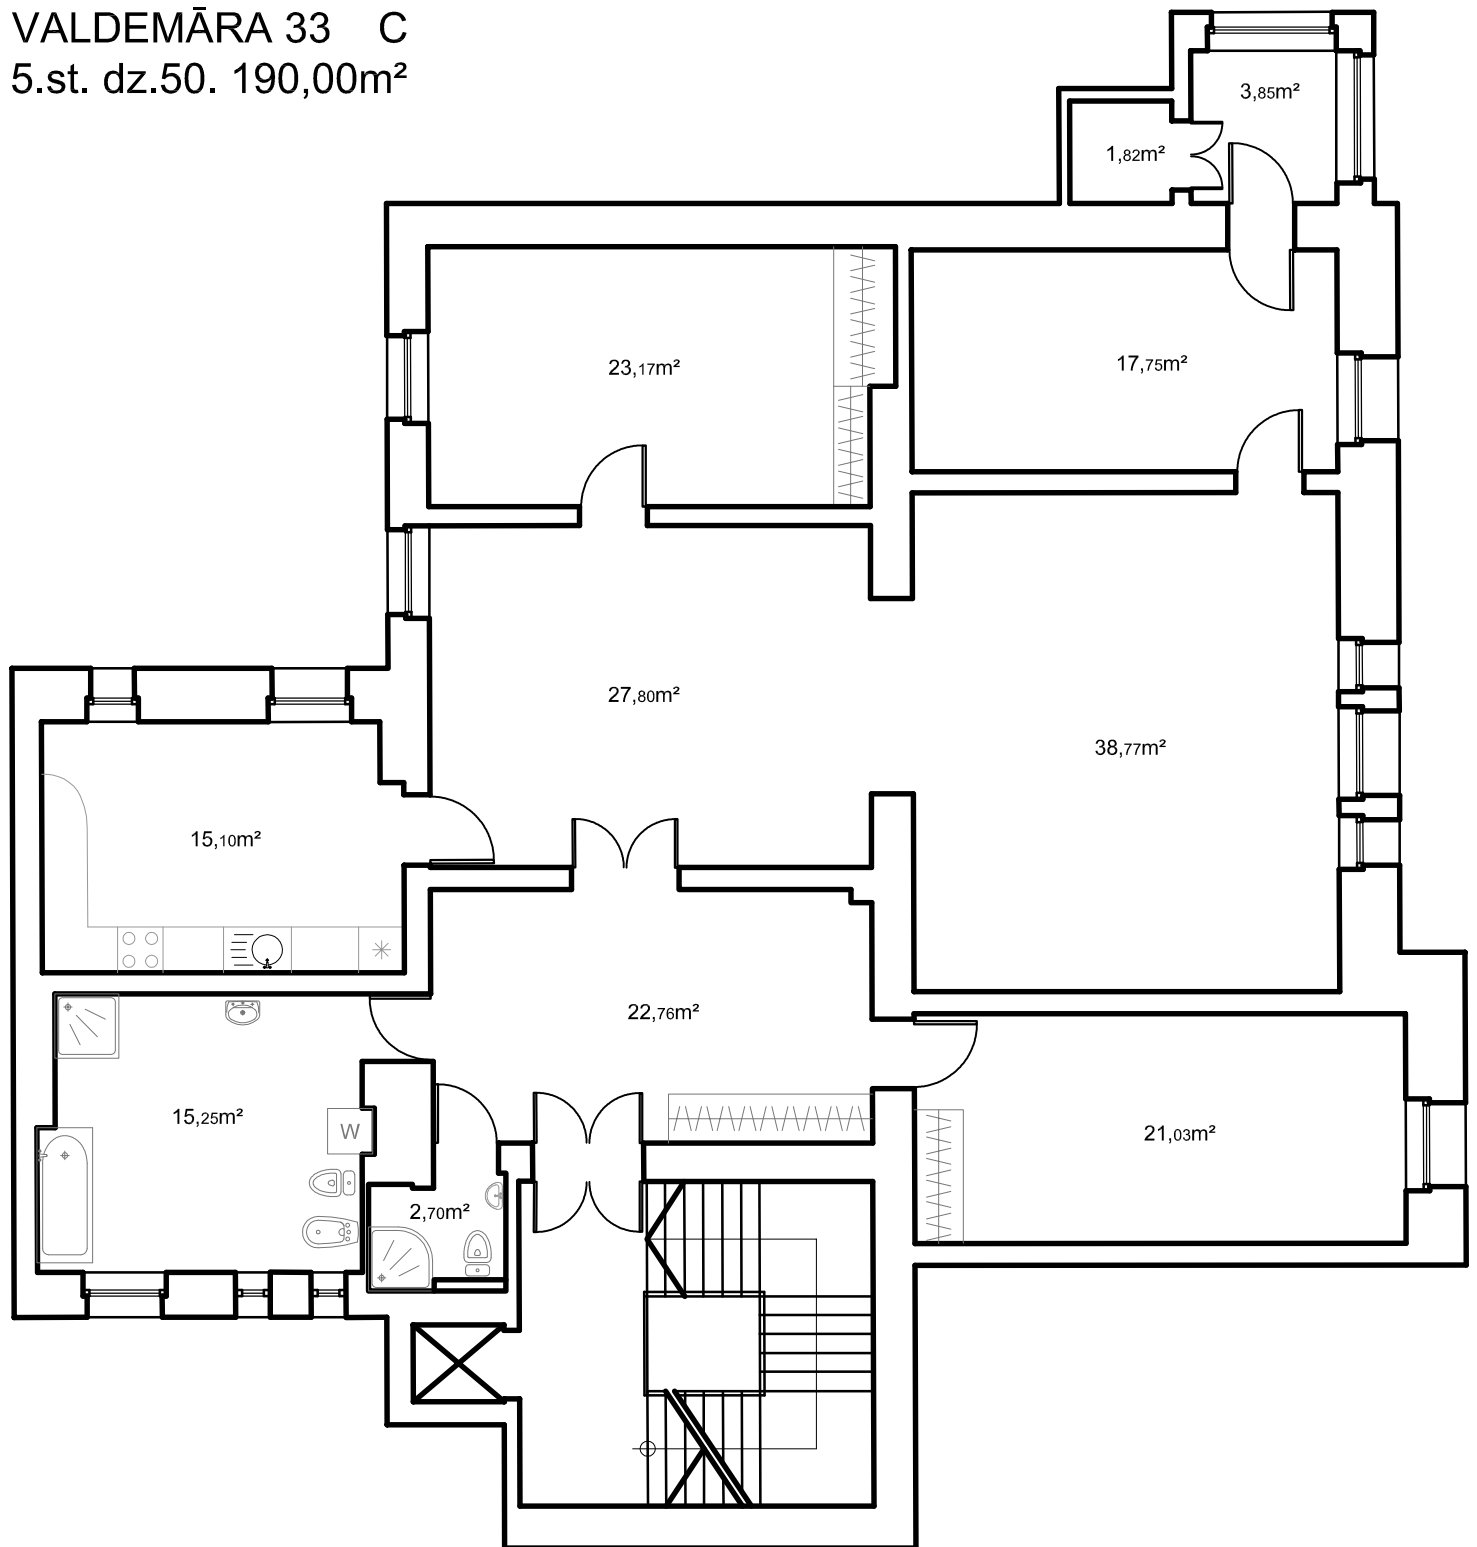 VALDEMĀRA 33 C
5.st. dz.50. 190,00m²
3,85m²
1,82m²
23,17m²
17,75m²
27,80m²
38,77m²
15,10m²
22,76m²
15,25m²
W
21,03m²
2,70m²